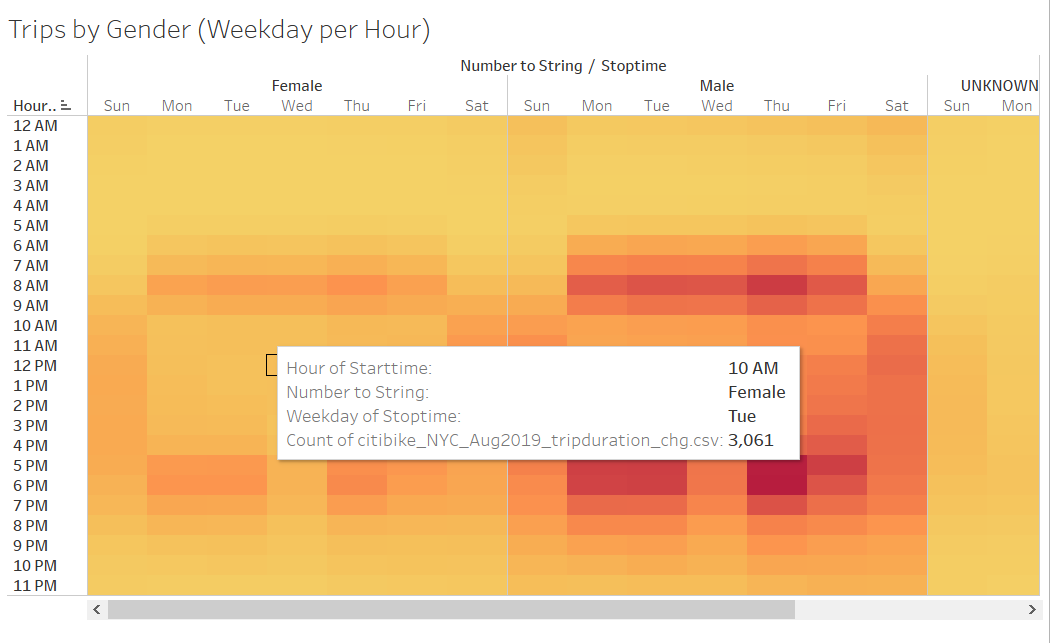 Trips by Gender (Weekday per Hour)
Number to String / Stoptime
Female Male UNKNOWN
Hour.. Sun Mon Tue Wed Thu Fri Sat Sun Mon Tue Wed Thu Fri Sat Sun Mon
12 AM
1 AM
2 AM
3 AM
4 AM
5 AM
6 AM
7 AM
8 AM
9 AM
10 AM
11 AM
12 PM
1 PM
2 PM
3 PM
4 PM
5 PM
6 PM
7 PM
8 PM
9 PM
10 PM
11 PM
Hour of Starttime: 10 AM
Number to String: Female
Weekday of Stoptime: Tue
Count of citibike_NYC_Aug2019_tripduration_chg.csv: 3,061